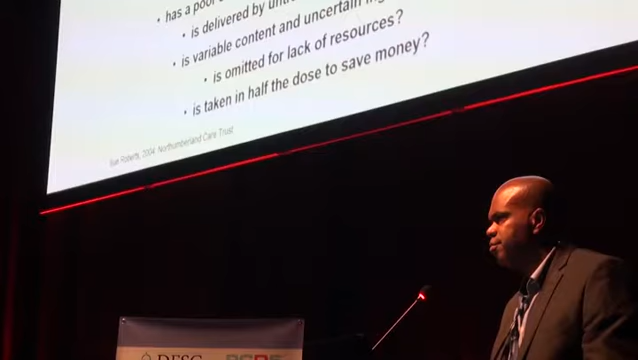 • has a poor
• is delivered by
• is variable content and uncertain
• is omitted for lack of resources?
• is taken in half the dose to save money?
Sue Roberts, 2004, Northumberland Care Trust
DESG